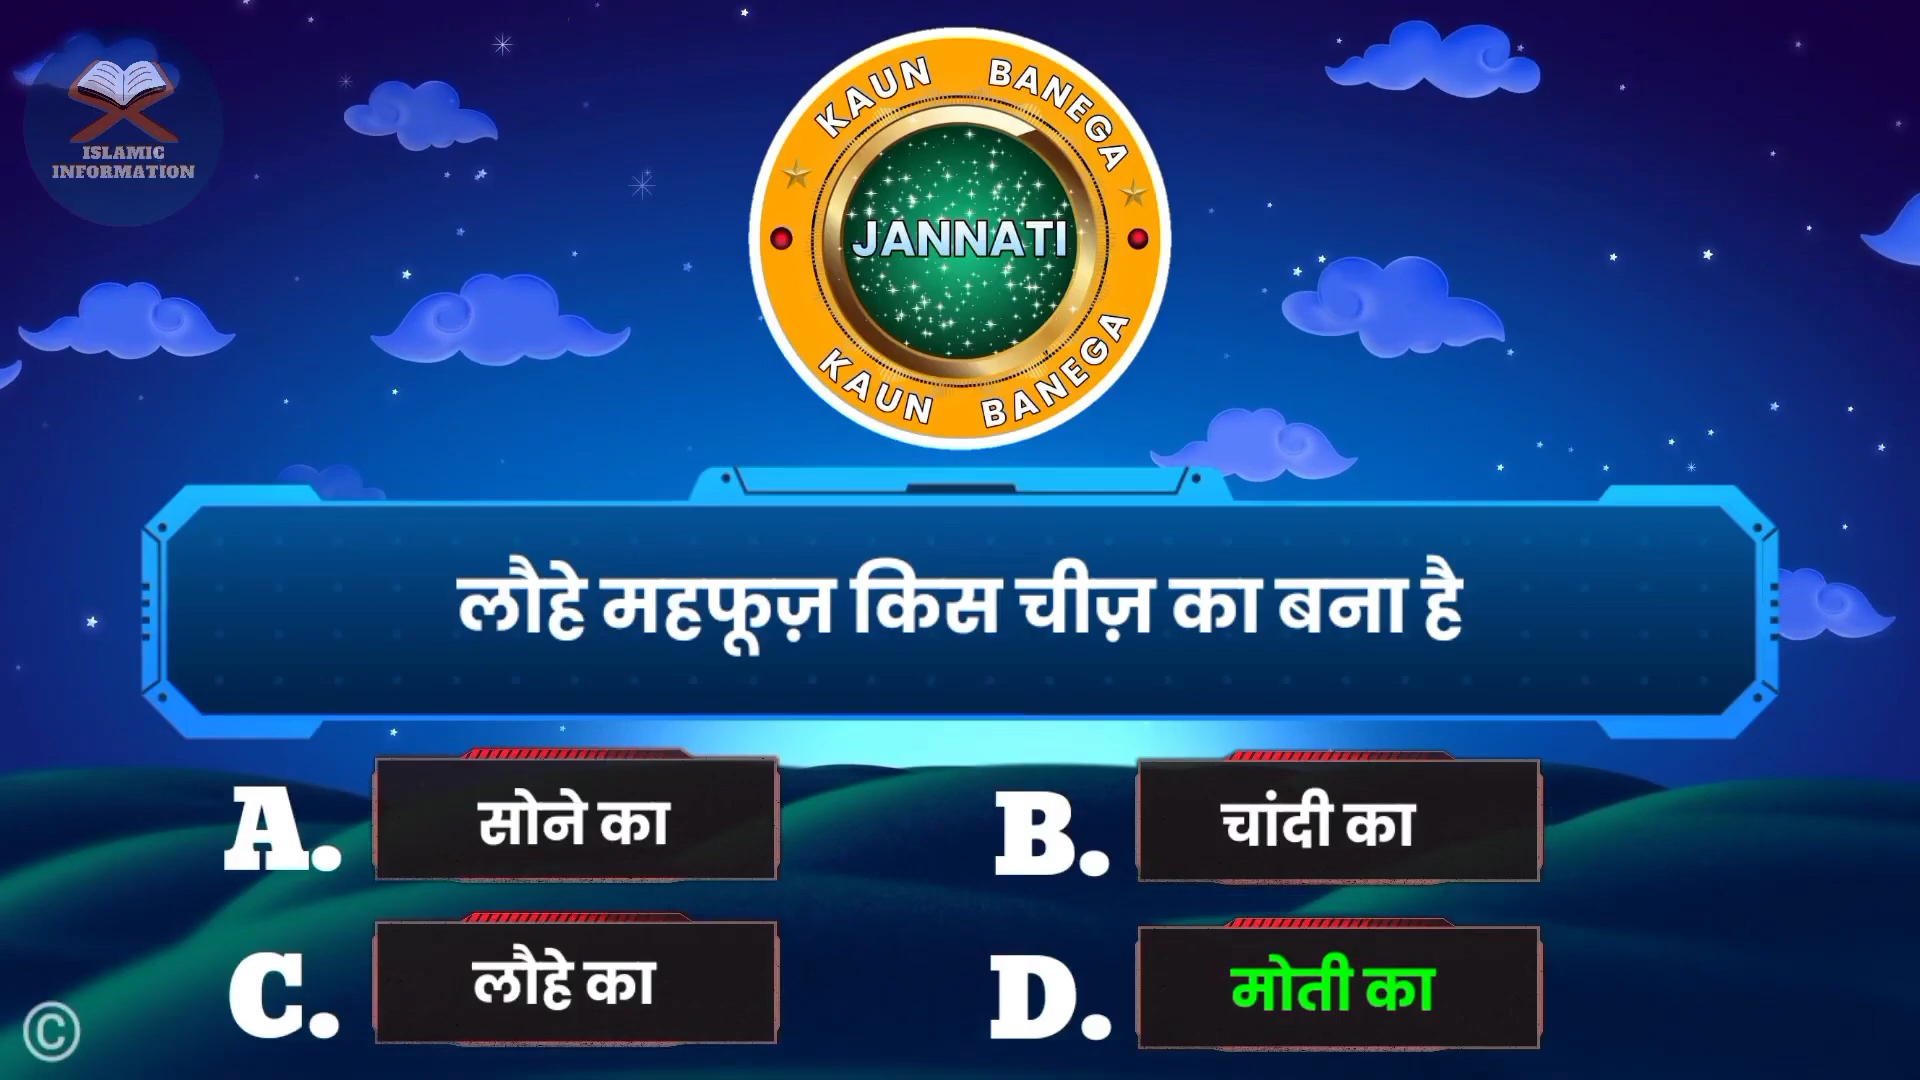 ISLAMIC
INFORMATION
KAUN BANEGA
JANNATI
KAUN BANEGA
लौहे महफूज़ किस चीज़ का बना है
A. सोने का
B. चांदी का
C. लौहे का
D. मोती का
©